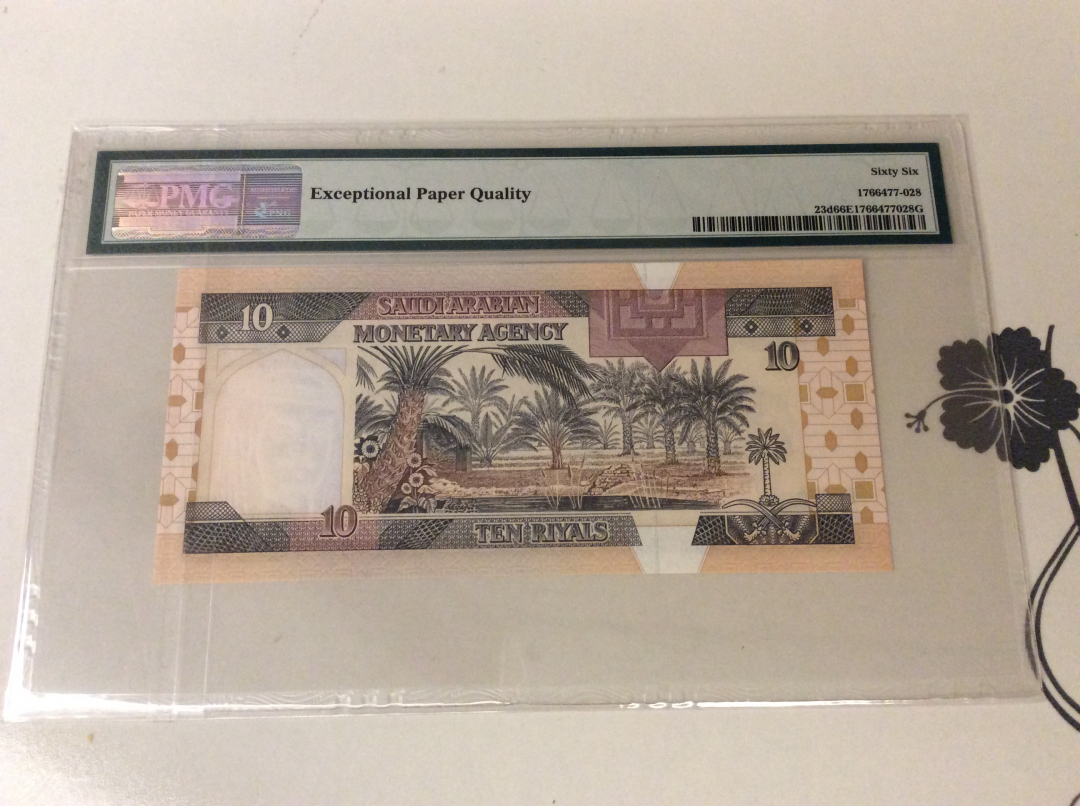 Sixty Six
PMG
Exceptional Paper Quality
1766477-028
23d66E1766477028G
10
SAUDI ARABIAN
MONETARY AGENCY
10
10
TEN RIYALS